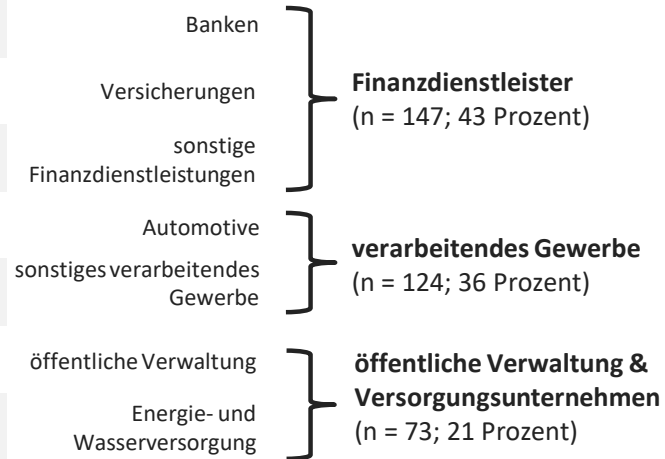 Banken
Versicherungen
sonstige
Finanzdienstleistungen
Finanzdienstleister
(n = 147; 43 Prozent)
Automotive
sonstiges verarbeitendes
Gewerbe
verarbeitendes Gewerbe
(n = 124; 36 Prozent)
öffentliche Verwaltung
Energie- und
Wasserversorgung
öffentliche Verwaltung &
Versorgungsunternehmen
(n = 73; 21 Prozent)